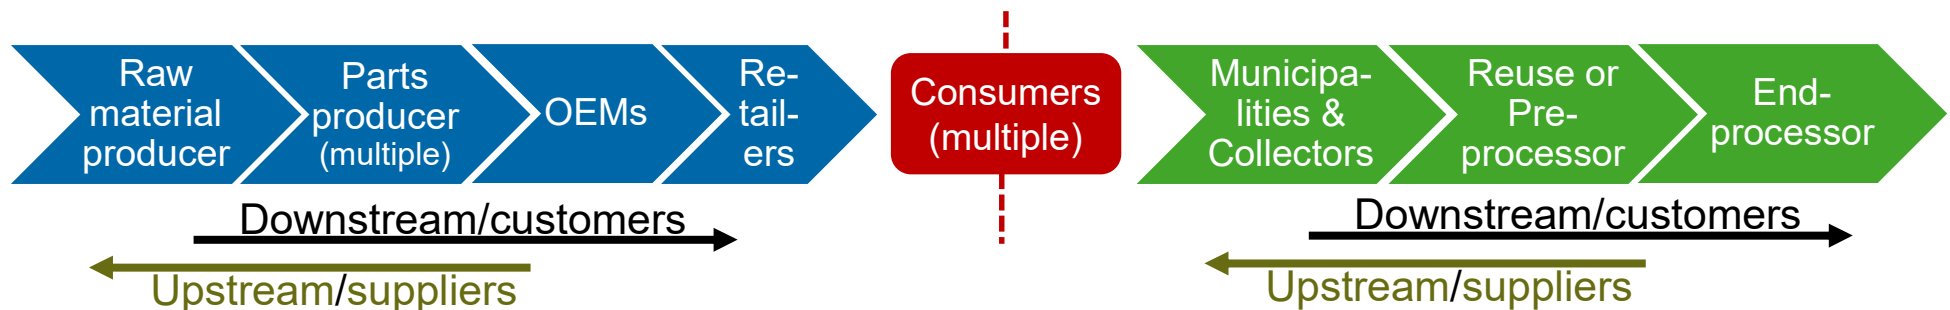 Raw
material
producer
Parts
producer
(multiple)
OEMs
Re-
tail-
ers
Consumers
(multiple)
Municipa-
lities &
Collectors
Reuse or
Pre-
processor
End-
processor
Downstream/customers
Upstream/suppliers
Downstream/customers
Upstream/suppliers